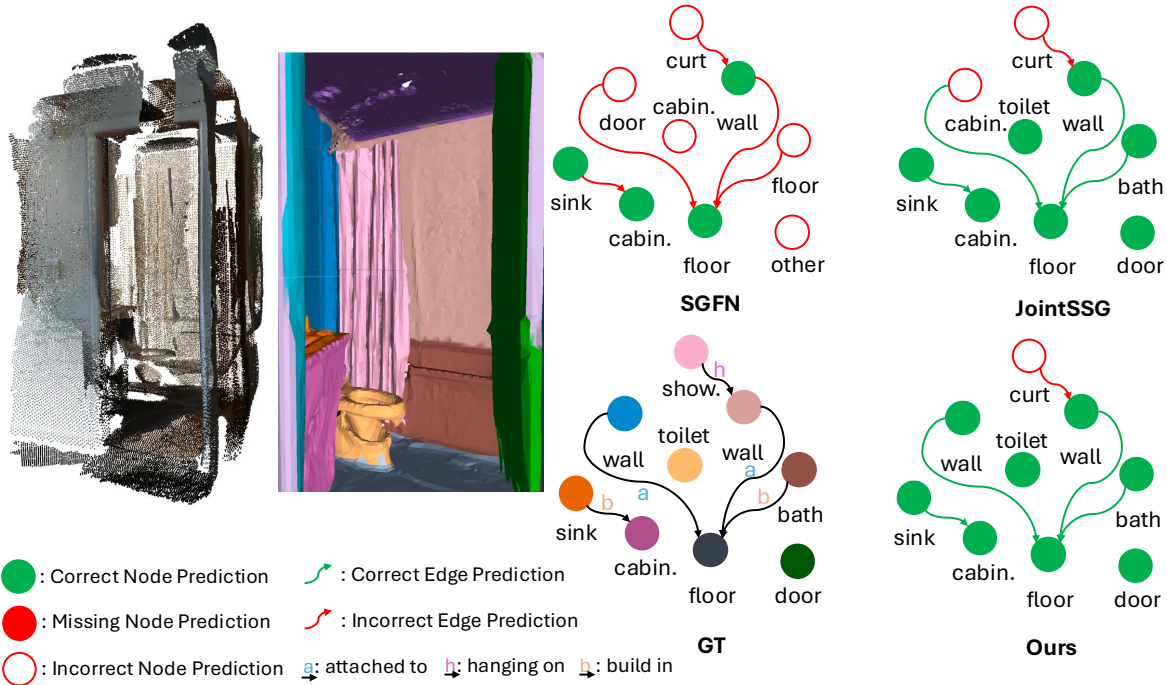 curt
cabin.
door
wall
sink
floor
cabin.
floor
other
SGFN
curt
toilet
cabin.
wall
sink
bath
cabin.
floor
door
JointSSG
h
show.
toilet
wall
wall
a
a
b
b
sink
bath
cabin.
floor
door
GT
curt
toilet
wall
wall
sink
bath
cabin.
floor
door
Ours
: Correct Node Prediction
: Correct Edge Prediction
: Missing Node Prediction
: Incorrect Edge Prediction
: Incorrect Node Prediction
a: attached to
h: hanging on
b: build in